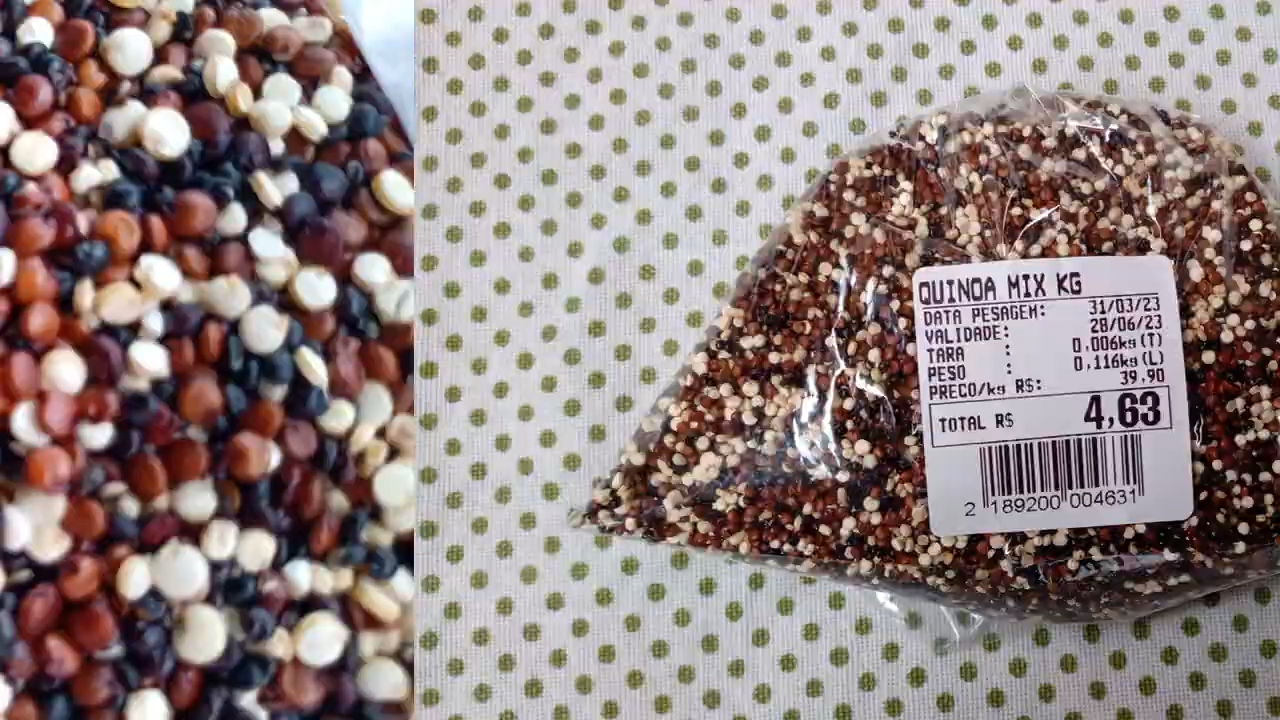 QUINOA MIX KG
DATA PESAGEM: 31/03/23
VALIDADE: 28/06/23
TARA : 0,006kg (T)
PESO : 0,116kg (L)
PRECO/kg R$: 39,90
TOTAL R$ 4,63
2 189200 004631